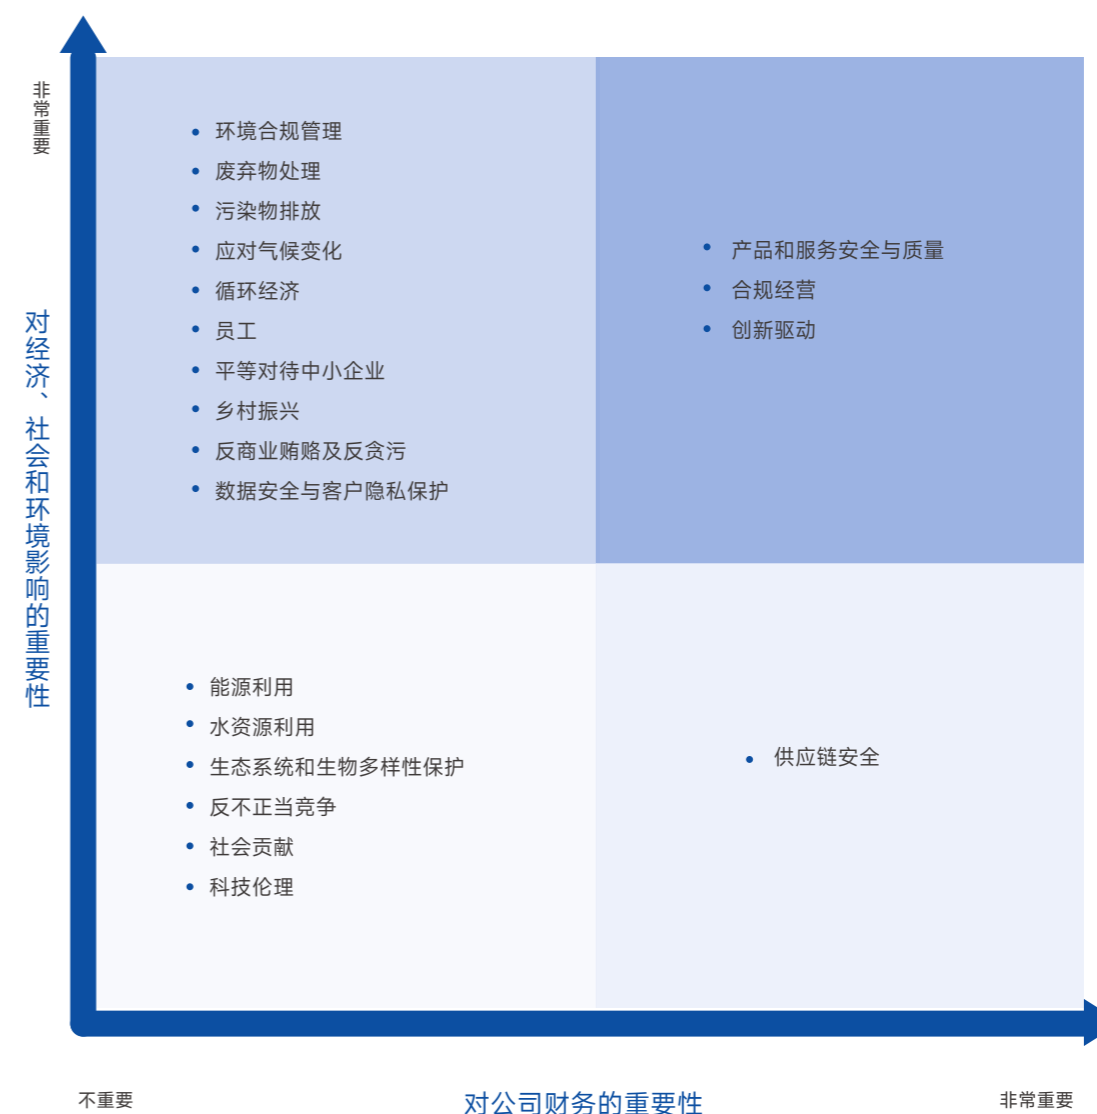 非常重要
环境合规管理
废弃物处理
污染物排放
应对气候变化
循环经济
员工
平等对待中小企业
乡村振兴
反商业贿赂及反贪污
数据安全与客户隐私保护
产品和服务安全与质量
合规经营
创新驱动
对经济、社会和环境影响的重要性
能源利用
水资源利用
生态系统和生物多样性保护
反不正当竞争
社会贡献
科技伦理
供应链安全
不重要
对公司财务的重要性
非常重要